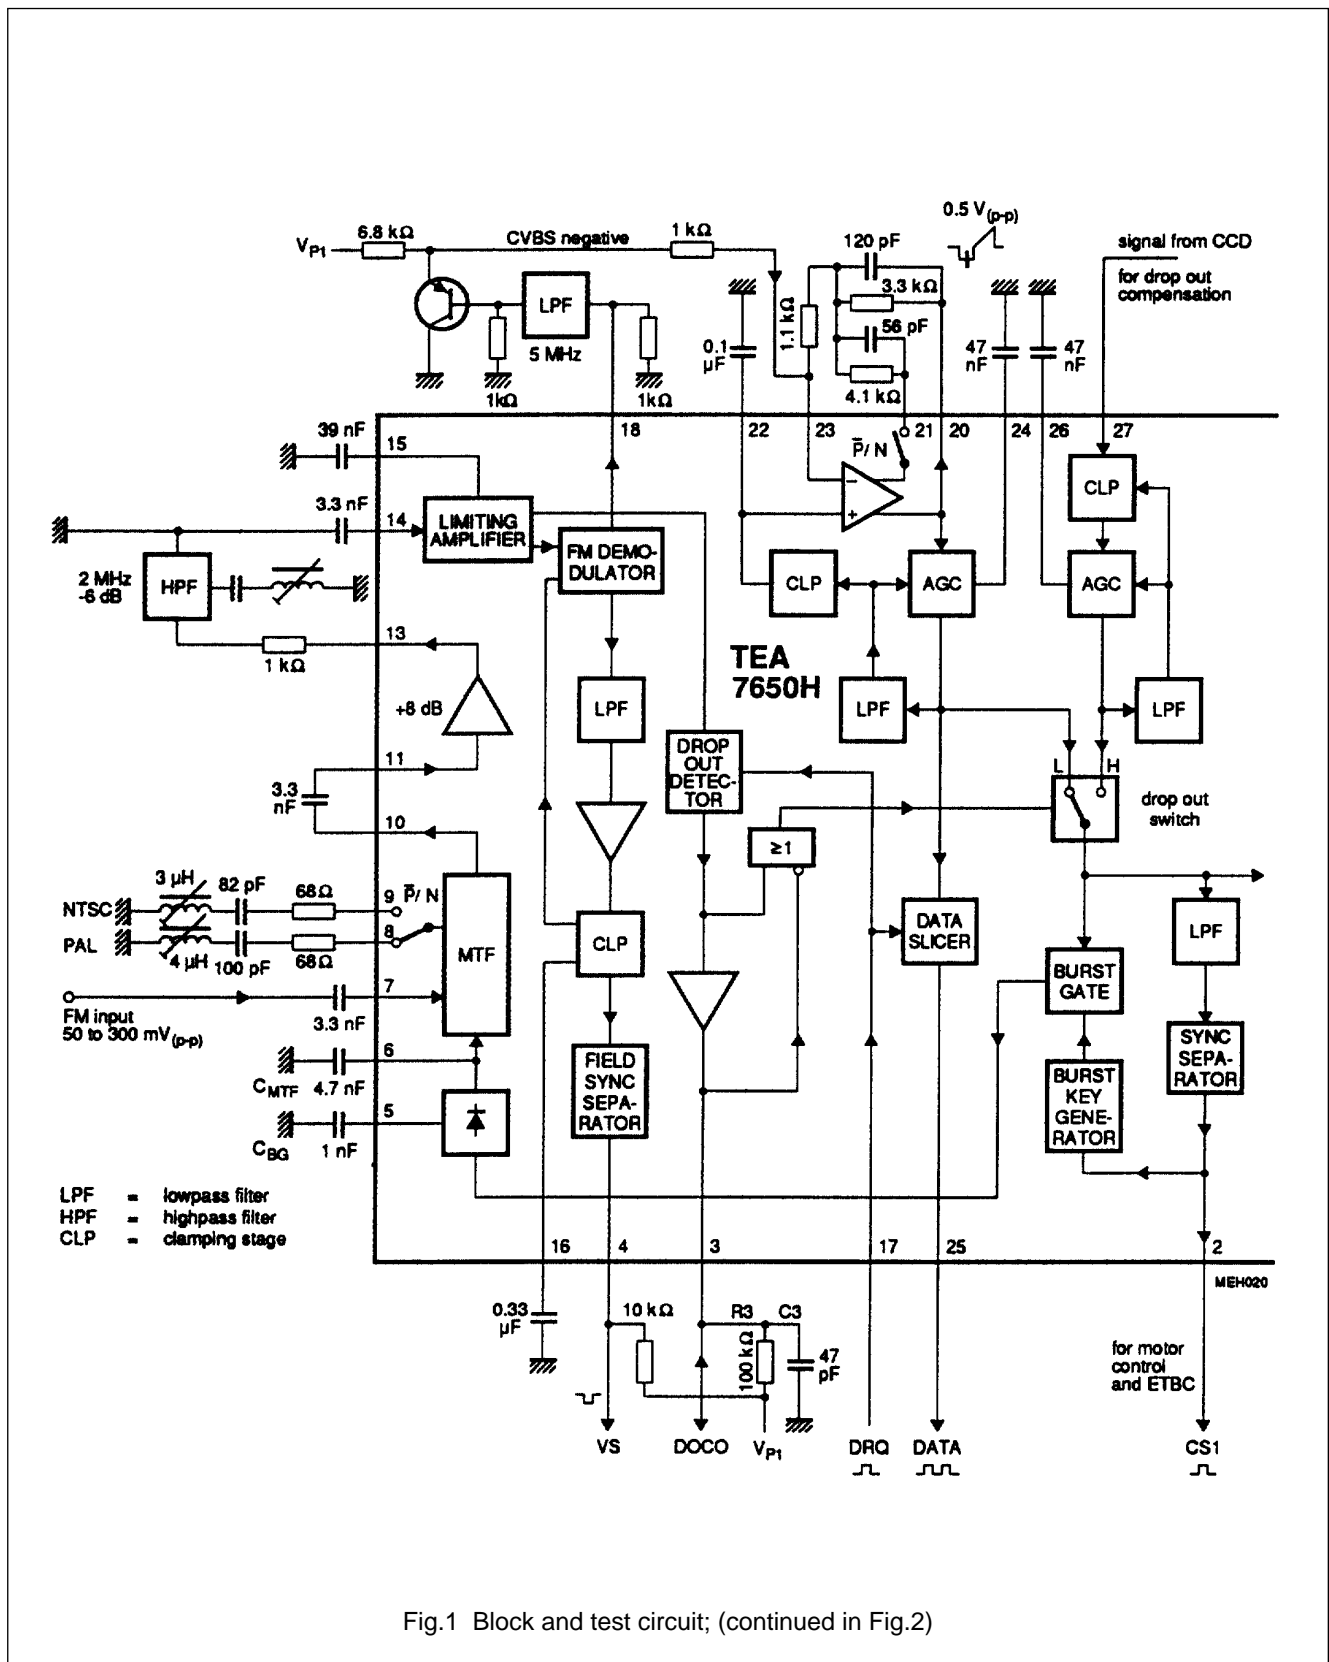 0.5 V(p-p)
6.8 kΩ
1 kΩ
VP1
CVBS negative
120 pF
signal from CCD
for drop out
compensation
3.3 kΩ
LPF
5 MHz
1.1 kΩ
56 pF
0.1
µF
47
nF
47
nF
4.1 kΩ
1kΩ
1kΩ
39 nF
15
18
22
23
P̅/ N
21
20
24
26
27
CLP
3.3 nF
14
LIMITING
AMPLIFIER
−
+
FM DEMO-
DULATOR
2 MHz
-6 dB
HPF
CLP
AGC
AGC
13
1 kΩ
TEA
7650H
+8 dB
LPF
LPF
LPF
11
DROP
OUT
DETEC-
TOR
L
H
3.3
nF
drop out
switch
10
≥1
3 µH
82 pF
68Ω
9
P̅/ N
NTSC
PAL
8
4 µH
100 pF
68Ω
MTF
CLP
DATA
SLICER
LPF
BURST
GATE
7
FM input
50 to 300 mV(p-p)
3.3 nF
6
CMTF
4.7 nF
FIELD
SYNC
SEPA-
RATOR
BURST
KEY
GENE-
RATOR
SYNC
SEPA-
RATOR
5
CBG
1 nF
LPF = lowpass filter
HPF = highpass filter
CLP = clamping stage
16
4
3
17
25
2
MEH020
0.33
µF
10 kΩ
R3
C3
100 kΩ
47
pF
for motor
control
and ETBC
VS
DOCO
VP1
DRQ
DATA
CS1
Fig.1 Block and test circuit; (continued in Fig.2)